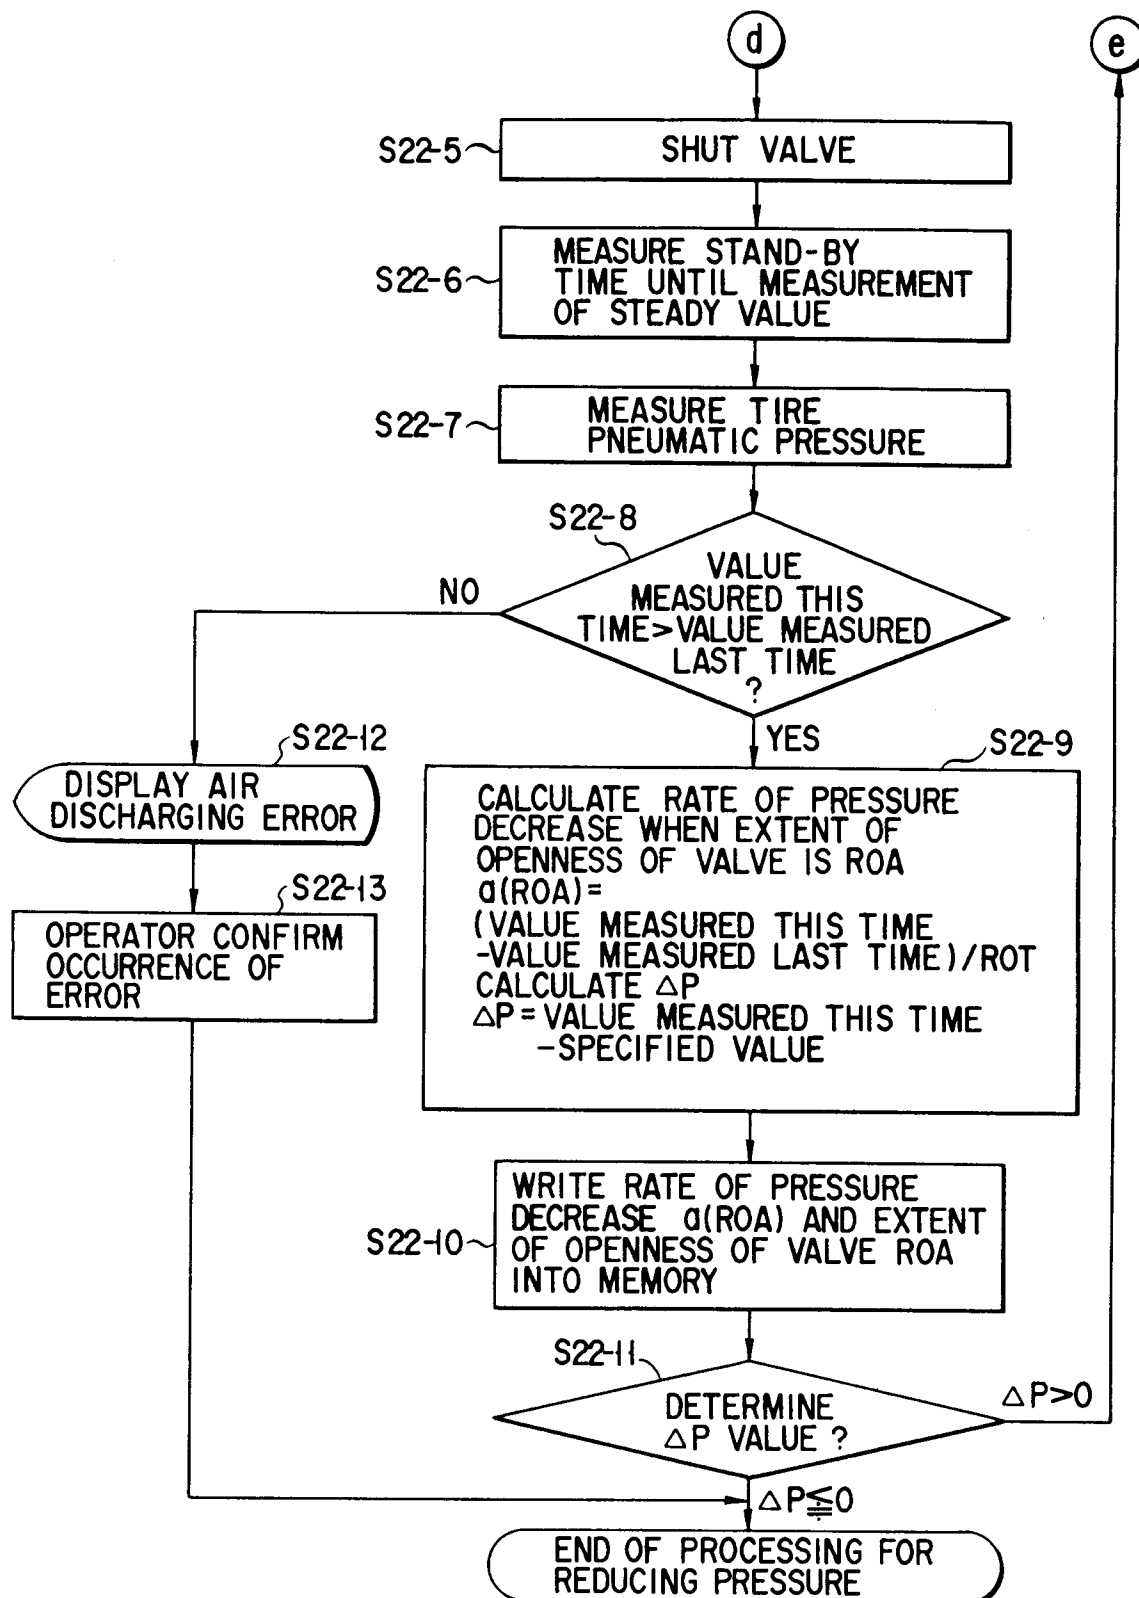 d
e
S22-5
SHUT VALVE
S22-6
MEASURE STAND-BY
TIME UNTIL MEASUREMENT
OF STEADY VALUE
S22-7
MEASURE TIRE
PNEUMATIC PRESSURE
S22-8
VALUE
MEASURED THIS
TIME>VALUE MEASURED
LAST TIME
?
NO
YES
S22-12
DISPLAY AIR
DISCHARGING ERROR
S22-13
OPERATOR CONFIRM
OCCURRENCE OF
ERROR
S22-9
CALCULATE RATE OF PRESSURE
DECREASE WHEN EXTENT OF
OPENNESS OF VALVE IS ROA
a(ROA)=
(VALUE MEASURED THIS TIME
-VALUE MEASURED LAST TIME)/ROT
CALCULATE △P
△P=VALUE MEASURED THIS TIME
-SPECIFIED VALUE
S22-10
WRITE RATE OF PRESSURE
DECREASE a(ROA) AND EXTENT
OF OPENNESS OF VALVE ROA
INTO MEMORY
S22-11
DETERMINE
△P VALUE ?
△P>0
△P≦0
END OF PROCESSING FOR
REDUCING PRESSURE